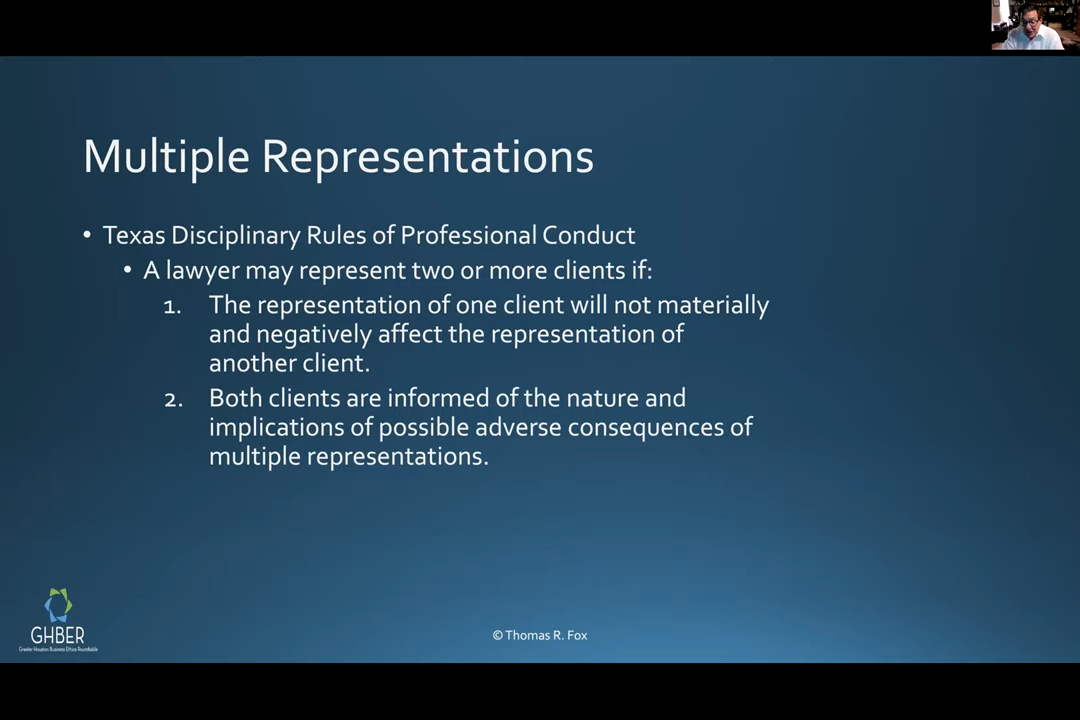 Multiple Representations
• Texas Disciplinary Rules of Professional Conduct
• A lawyer may represent two or more clients if:
1. The representation of one client will not materially
and negatively affect the representation of
another client.
2. Both clients are informed of the nature and
implications of possible adverse consequences of
multiple representations.
GHBER
Greater Houston Business Ethics Roundtable
© Thomas R. Fox